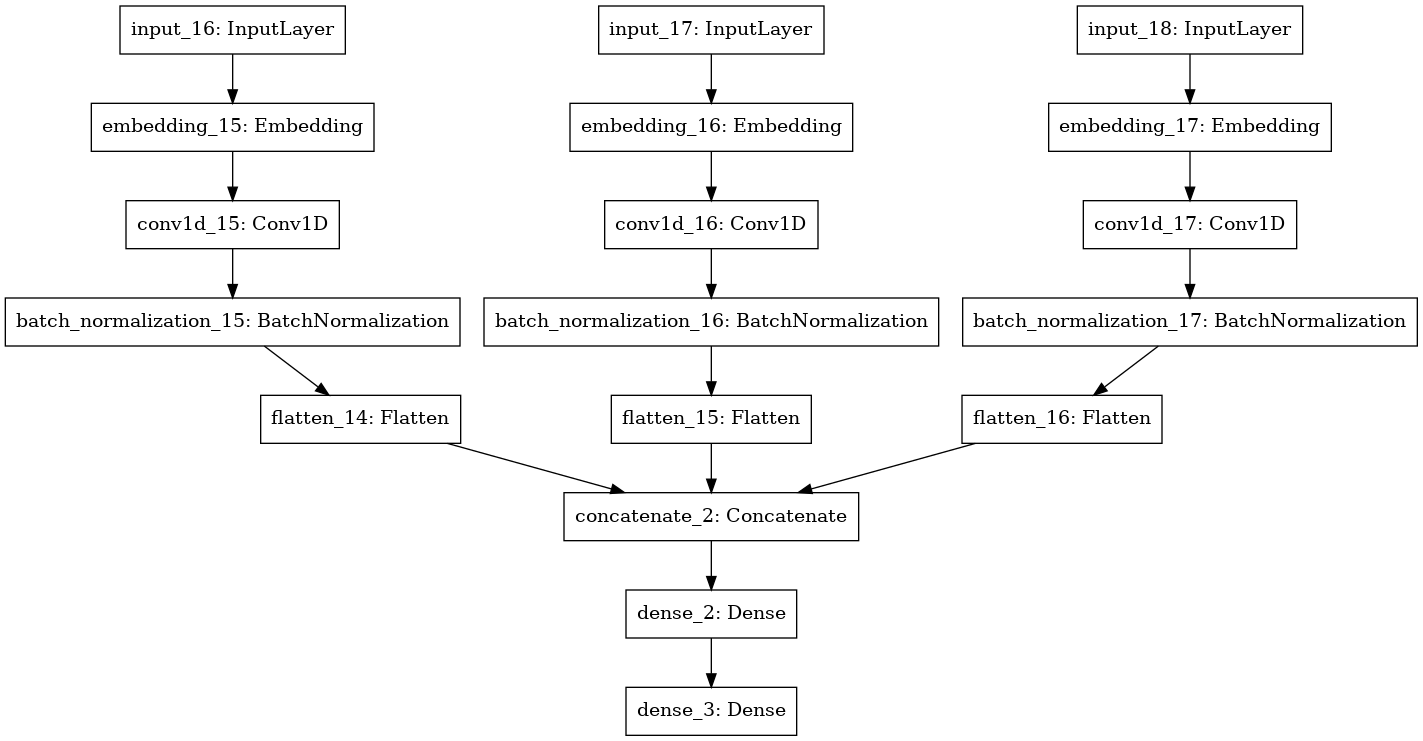 input_16: InputLayer
input_17: InputLayer
input_18: InputLayer
embedding_15: Embedding
embedding_16: Embedding
embedding_17: Embedding
conv1d_15: Conv1D
conv1d_16: Conv1D
conv1d_17: Conv1D
batch_normalization_15: BatchNormalization
batch_normalization_16: BatchNormalization
batch_normalization_17: BatchNormalization
flatten_14: Flatten
flatten_15: Flatten
flatten_16: Flatten
concatenate_2: Concatenate
dense_2: Dense
dense_3: Dense